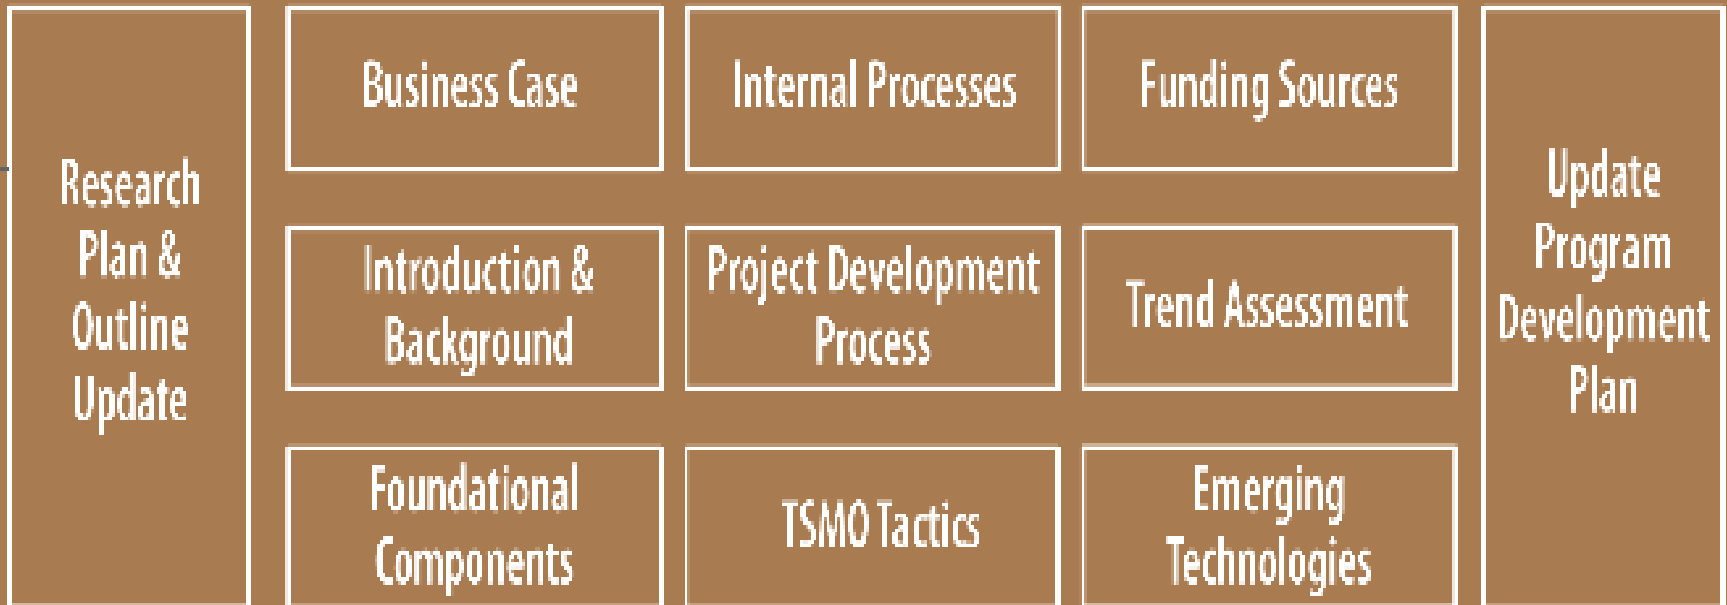 Research
Plan &
Outline
Update
Business Case
Internal Processes
Funding Sources
Introduction &
Background
Project Development
Process
Trend Assessment
Foundational
Components
TSMO Tactics
Emerging
Technologies
Update
Program
Development
Plan